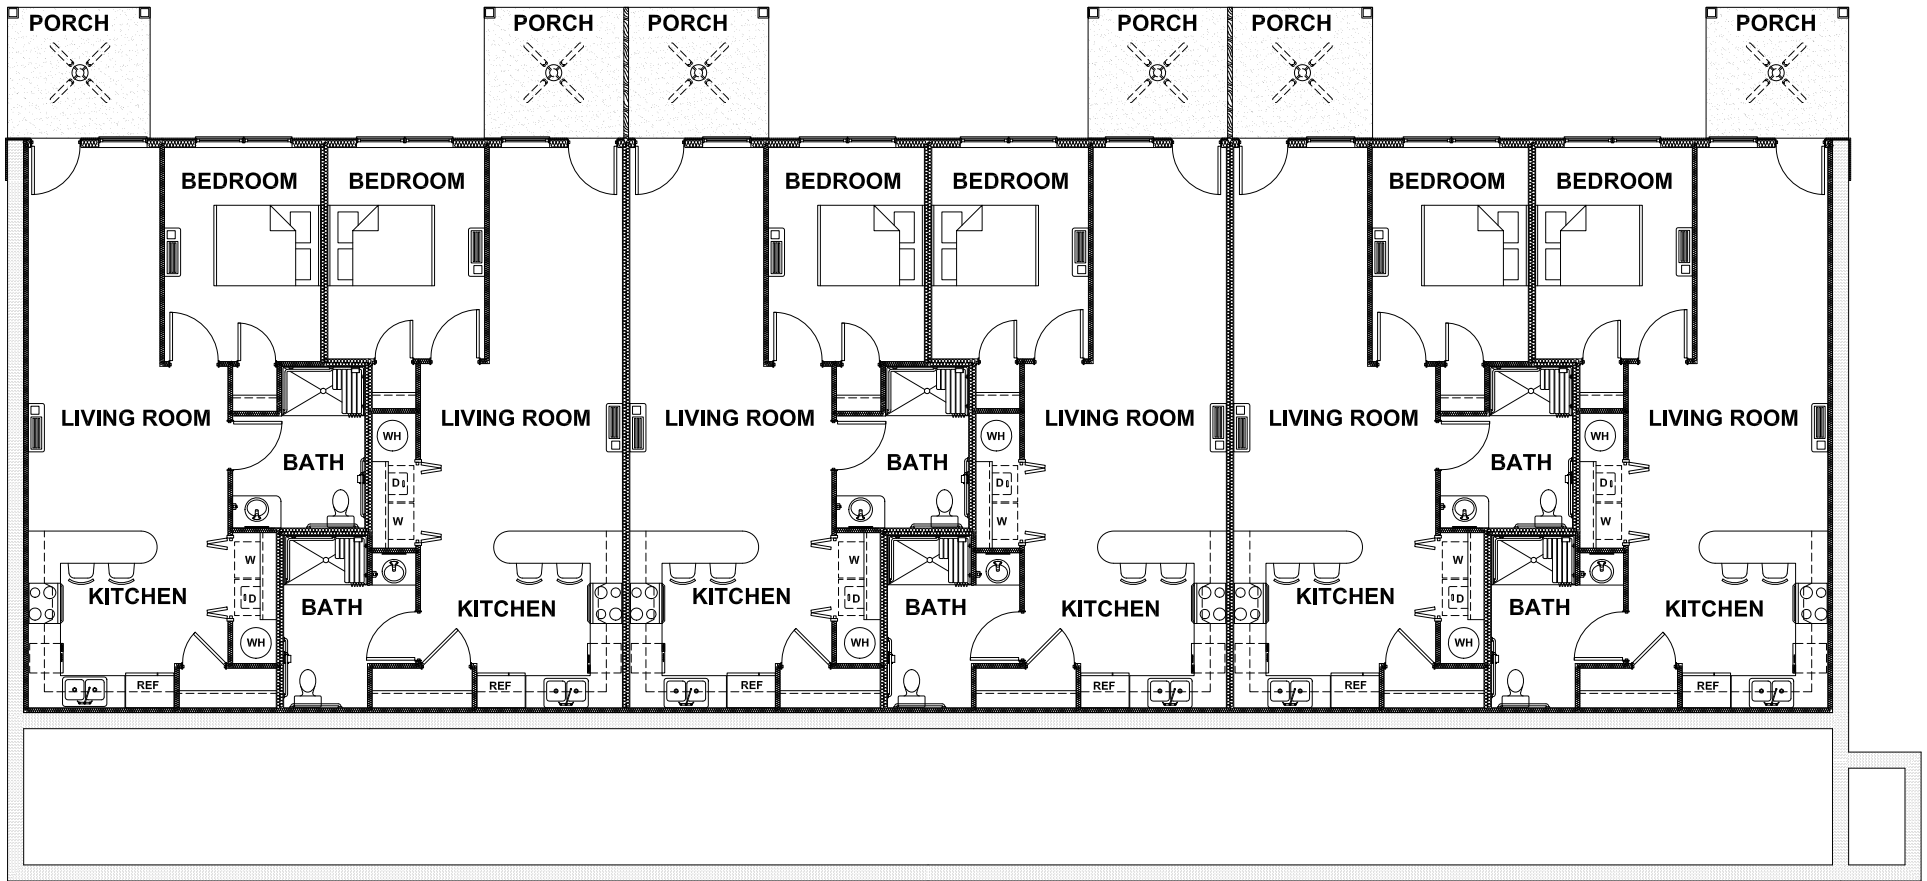 PORCH PORCH PORCH PORCH PORCH PORCH
BEDROOM BEDROOM BEDROOM BEDROOM BEDROOM BEDROOM
LIVING ROOM LIVING ROOM LIVING ROOM LIVING ROOM LIVING ROOM LIVING ROOM
WH WH WH
BATH BATH BATH
D D D
W W W
W W W
KITCHEN D BATH KITCHEN KITCHEN D BATH KITCHEN KITCHEN D BATH KITCHEN
WH WH WH
REF REF REF REF REF REF